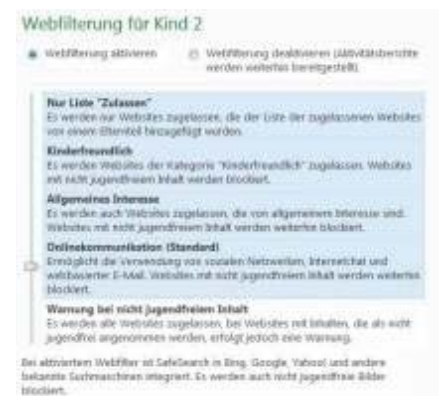 Webfilterung für Kind 2
Webfilterung aktivieren
Webfilterung deaktivieren (Aktivitätsberichte
werden weiterhin bereitgestellt).
Nur Liste "Zulassen"
Es werden nur Websites zugelassen, die der Liste der zugelassenen Websites
von einem Elternteil hinzugefügt wurden.
Kinderfreundlich
Es werden Websites der Kategorie "Kinderfreundlich" zugelassen. Websites
mit nicht jugendfreiem Inhalt werden blockiert.
Allgemeines Interesse
Es werden auch Websites zugelassen, die von allgemeinem Interesse sind.
Websites mit nicht jugendfreiem Inhalt werden weiterhin blockiert.
Onlinekommunikation (Standard)
Ermöglicht die Verwendung von sozialen Netzwerken, Internetchat und
webbasierter E-Mail. Websites mit nicht jugendfreiem Inhalt werden weiterhin
blockiert.
Warnung bei nicht jugendfreiem Inhalt
Es werden alle Websites zugelassen, bei Websites mit Inhalten, die als nicht
jugendfrei angenommen werden, erfolgt jedoch eine Warnung.
Bei aktiviertem Webfilter ist SafeSearch in Bing, Google, Yahoo! und andere
bekannte Suchmaschinen integriert. Es werden auch nicht jugendfreie Bilder
blockiert.